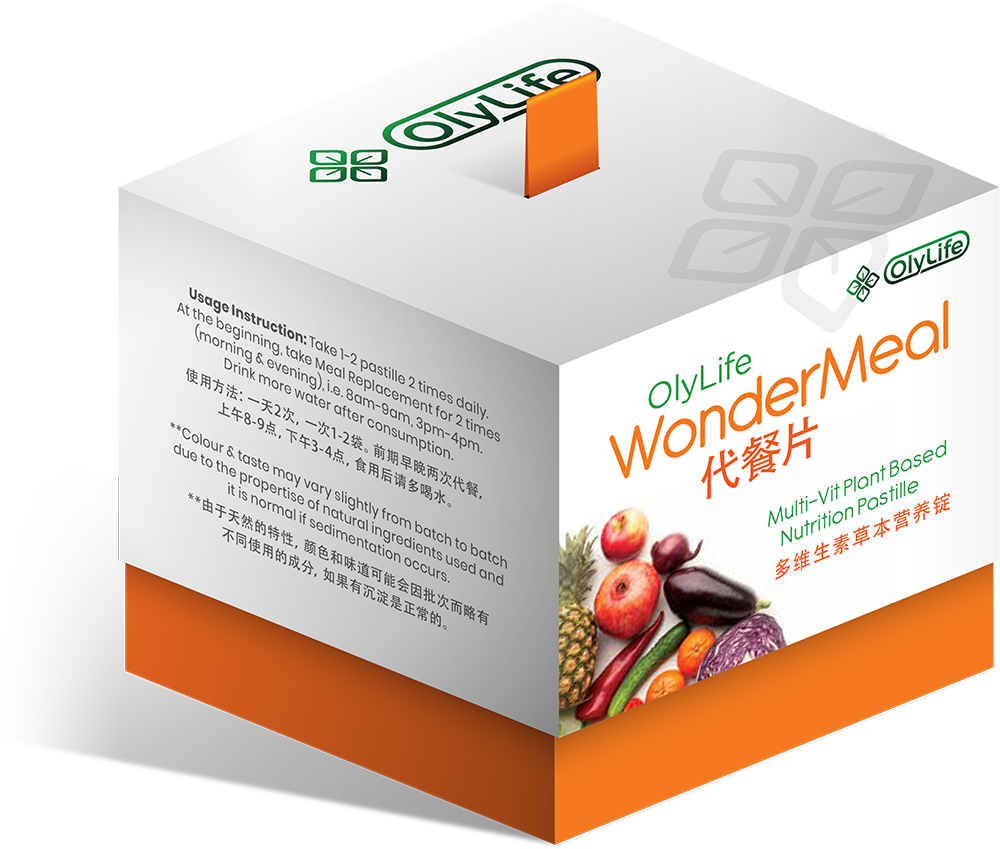 OlyLife
OlyLife
OlyLife
WonderMeal
代餐片
Multi-Vit Plant Based
Nutrition Pastille
多维生素草本营养锭
Usage Instruction: Take 1-2 pastille 2 times daily.
At the beginning, take Meal Replacement for 2 times
(morning & evening), i.e. 8am-9am, 3pm-4pm.
Drink more water after consumption.
使用方法: 一天2次, 一次1-2袋。前期早晚两次代餐,
上午8-9点, 下午3-4点, 食用后请多喝水。
**Colour & taste may vary slightly from batch to batch
due to the propertise of natural ingredients used and
it is normal if sedimentation occurs.
**由于天然的特性, 颜色和味道可能会因批次而略有
不同使用的成分, 如果有沉淀是正常的。